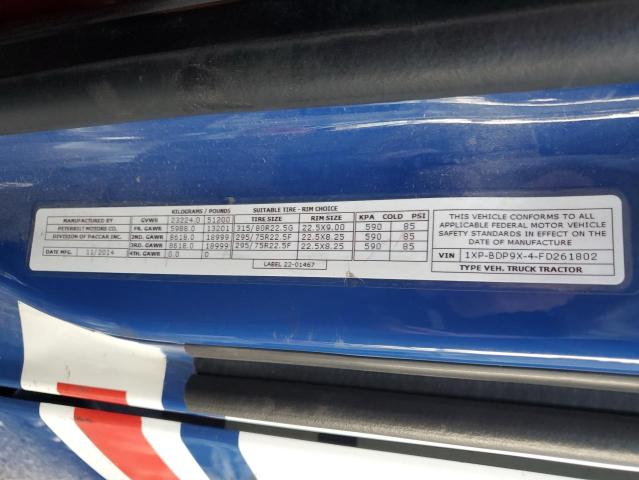 KILOGRAMS / POUNDS SUITABLE TIRE - RIM CHOICE
MANUFACTURED BY GVWR 23224.0 51200 TIRE SIZE RIM SIZE KPA COLD PSI
PETERBILT MOTORS CO. FR. GAWR 5988.0 13201 315/80R22.5G 22.5X9.00 590 85
DIVISION OF PACCAR INC. 2ND. GAWR 8618.0 18999 295/75R22.5F 22.5X8.25 590 85
3RD. GAWR 8618.0 18999 295/75R22.5F 22.5X8.25 590 85
DATE MFG. 11/2014 4TH. GAWR 0.0 0
LABEL 22-01467
THIS VEHICLE CONFORMS TO ALL
APPLICABLE FEDERAL MOTOR VEHICLE
SAFETY STANDARDS IN EFFECT ON THE
DATE OF MANUFACTURE
VIN 1XP-BDP9X-4-FD261802
TYPE VEH. TRUCK TRACTOR